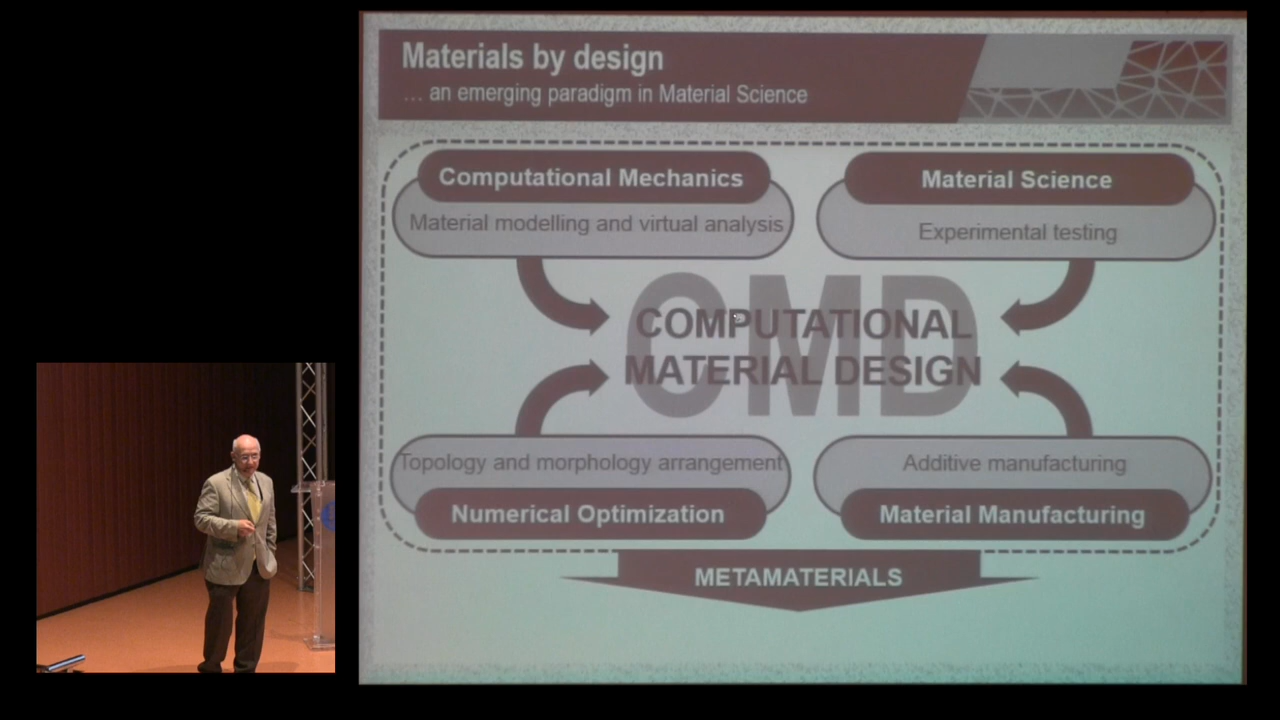 Materials by design
... an emerging paradigm in Material Science
Computational Mechanics
Material modelling and virtual analysis
Material Science
Experimental testing
CMD
COMPUTATIONAL
MATERIAL DESIGN
Topology and morphology arrangement
Numerical Optimization
Additive manufacturing
Material Manufacturing
METAMATERIALS